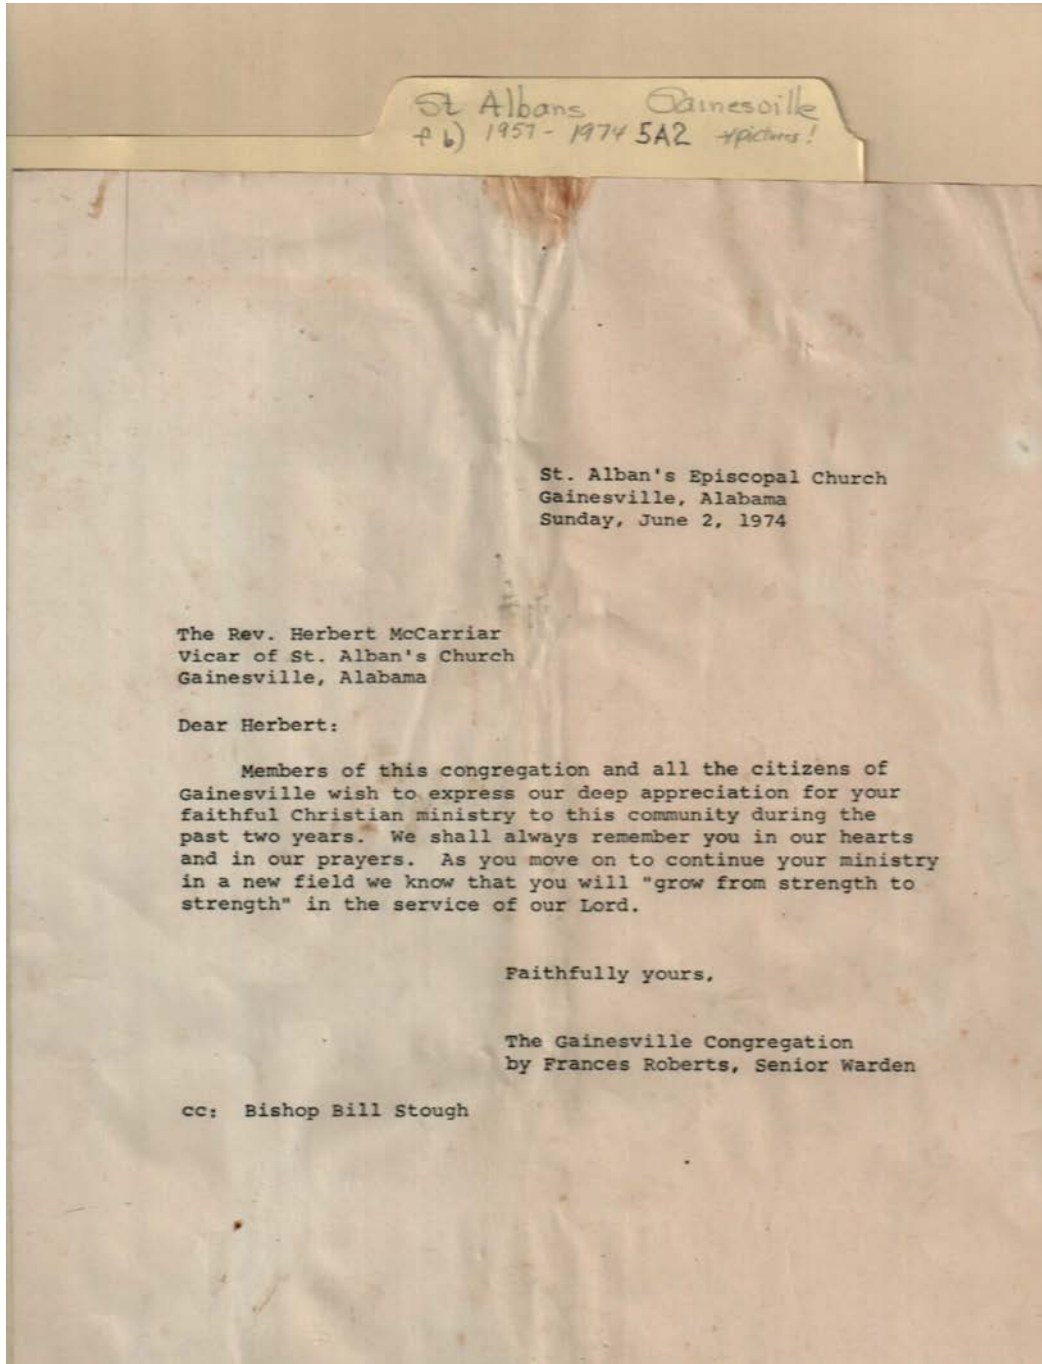 St Albans Gainesville
f b) 1957 - 1974 5A2 + pictures!
St. Alban's Episcopal Church
Gainesville, Alabama
Sunday, June 2, 1974
The Rev. Herbert McCarriar
Vicar of St. Alban's Church
Gainesville, Alabama
Dear Herbert:
Members of this congregation and all the citizens of
Gainesville wish to express our deep appreciation for your
faithful Christian ministry to this community during the
past two years. We shall always remember you in our hearts
and in our prayers. As you move on to continue your ministry
in a new field we know that you will "grow from strength to
strength" in the service of our Lord.
Faithfully yours,
The Gainesville Congregation
by Frances Roberts, Senior Warden
cc: Bishop Bill Stough